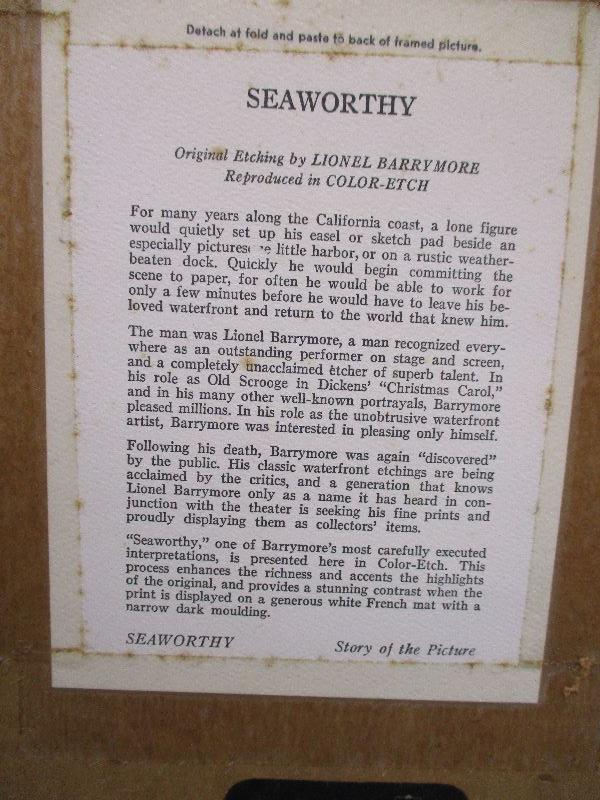 Detach at fold and paste to back of framed picture.
SEAWORTHY
Original Etching by LIONEL BARRYMORE
Reproduced in COLOR-ETCH
For many years along the California coast, a lone figure
would quietly set up his easel or sketch pad beside an
especially little harbor, or on a rustic weather-
beaten dock. Quickly he would begin committing the
scene to paper, for often he would be able to work for
only a few minutes before he would have to leave his be-
loved waterfront and return to the world that knew him.
The man was Lionel Barrymore, a man recognized every-
where as an outstanding performer on stage and screen,
and a completely unacclaimed etcher of superb talent. In
his role as Old Scrooge in Dickens' "Christmas Carol,"
and in his many other well-known portrayals, Barrymore
pleased millions. In his role as the unobtrusive waterfront
artist, Barrymore was interested in pleasing only himself.
Following his death, Barrymore was again "discovered"
by the public. His classic waterfront etchings are being
acclaimed by the critics, and a generation that knows
Lionel Barrymore only as a name it has heard in con-
junction with the theater is seeking his fine prints and
proudly displaying them as collectors' items.
"Seaworthy," one of Barrymore's most carefully executed
interpretations, is presented here in Color-Etch. This
process enhances the richness and accents the highlights
of the original, and provides a stunning contrast when the
print is displayed on a generous white French mat with a
narrow dark moulding.
SEAWORTHY Story of the Picture